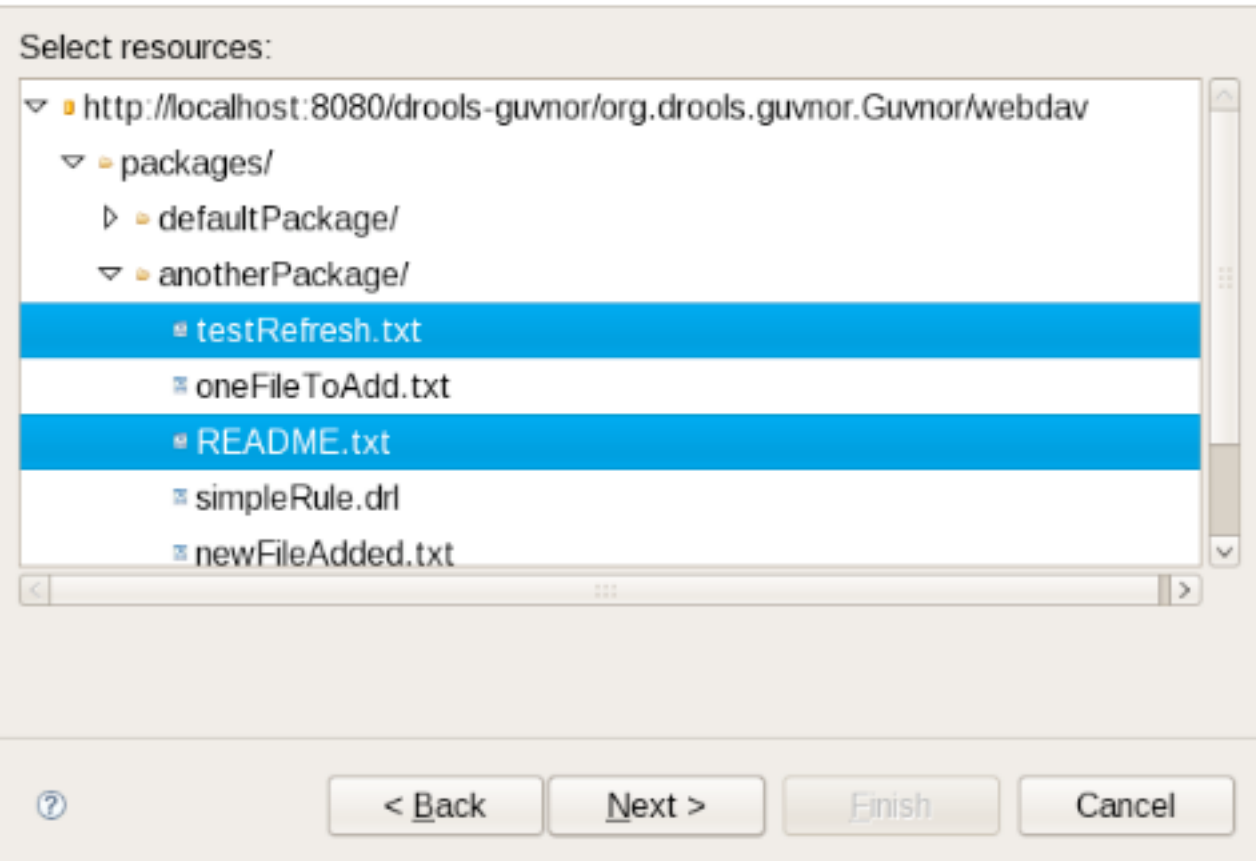 Select resources:
http://localhost:8080/drools-guvnor/org.drools.guvnor.Guvnor/webdav
packages/
defaultPackage/
anotherPackage/
testRefresh.txt
oneFileToAdd.txt
README.txt
simpleRule.drl
newFileAdded.txt
? < Back Next > Finish Cancel